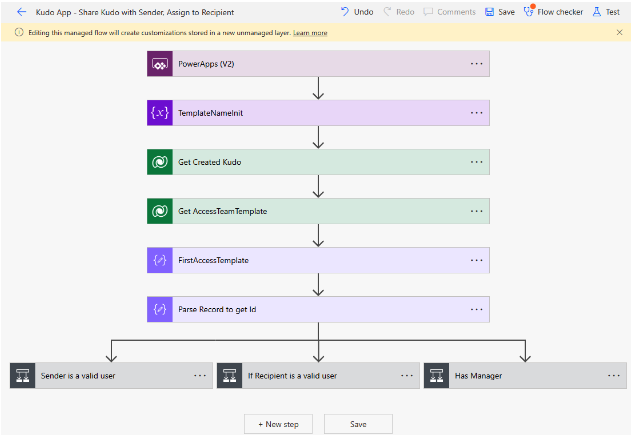 Kudo App - Share Kudo with Sender, Assign to Recipient
Undo
Redo
Comments
Save
Flow checker
Test
Editing this managed flow will create customizations stored in a new unmanaged layer. Learn more
PowerApps (V2)
{x}
TemplateNameInit
Get Created Kudo
Get AccessTeamTemplate
FirstAccessTemplate
Parse Record to get Id
Sender is a valid user
If Recipient is a valid user
Has Manager
+ New step
Save